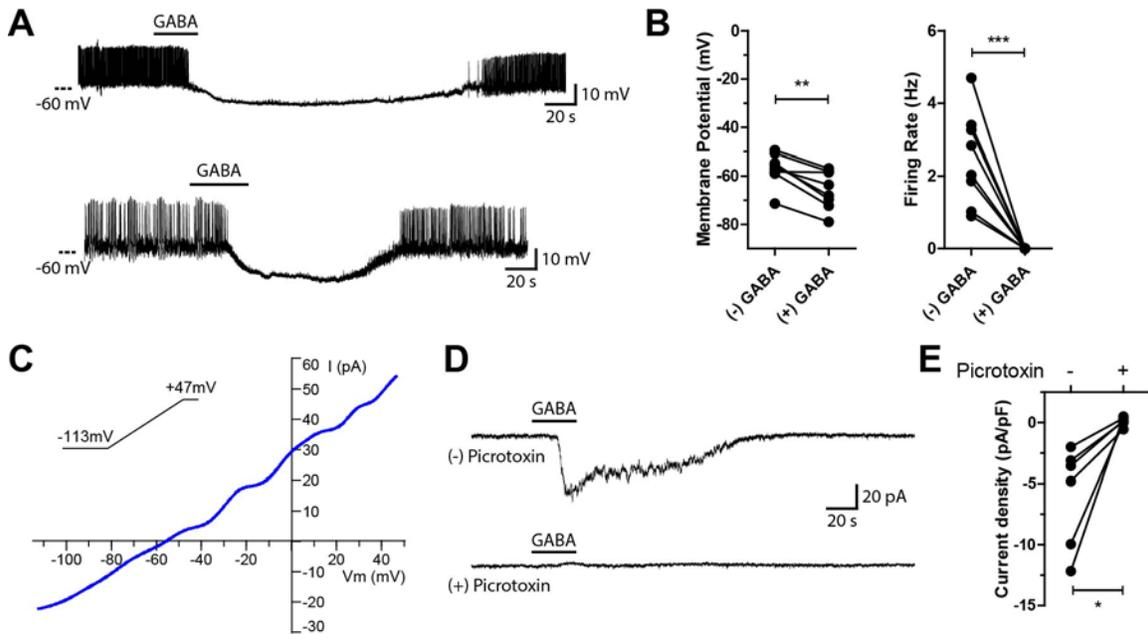 A
GABA
-60 mV
10 mV
20 s
GABA
-60 mV
10 mV
20 s
B
Membrane Potential (mV)
0
-20
-40
-60
-80
**
(-) GABA
(+) GABA
Firing Rate (Hz)
6
4
2
0
***
(-) GABA
(+) GABA
C
-113mV
+47mV
60
50
40
30
20
10
-10
-20
-30
I (pA)
-100
-80
-60
-40
-20
20
40
Vm (mV)
D
GABA
(-) Picrotoxin
20 pA
20 s
GABA
(+) Picrotoxin
E
Picrotoxin - +
Current density (pA/pF)
0
-5
-10
-15
*